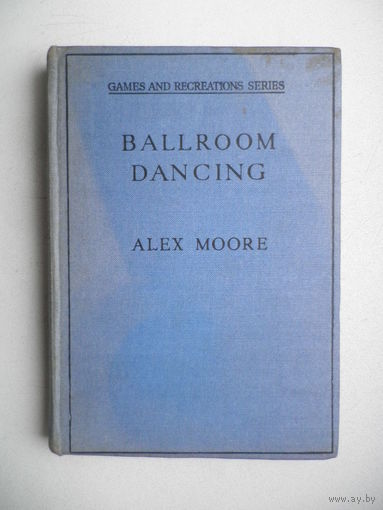 GAMES AND RECREATIONS SERIES
BALLROOM
DANCING
ALEX MOORE
www.ay.by